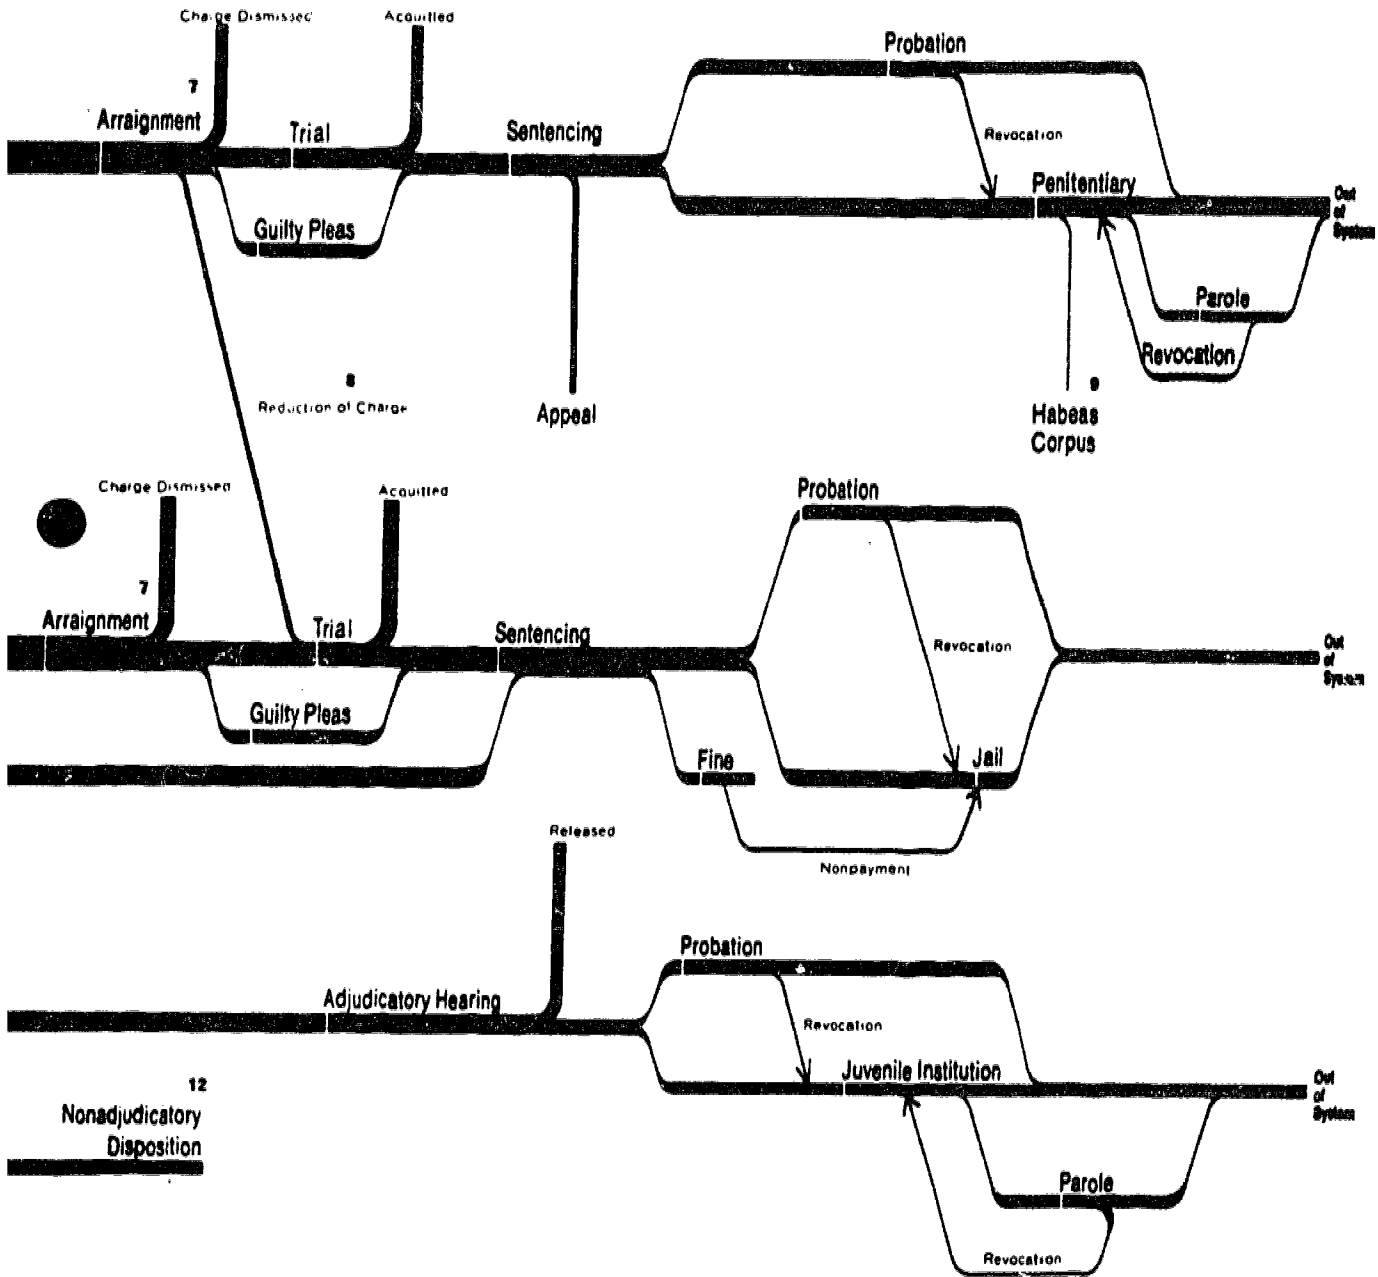 Charge Dismissed
Acquitted
7
Arraignment
Trial
Guilty Pleas
Sentencing
Probation
Revocation
Penitentiary
Out
of
System
Parole
Revocation
8
Reduction of Charge
Appeal
9
Habeas
Corpus
Charge Dismissed
Acquitted
7
Arraignment
Trial
Guilty Pleas
Sentencing
Probation
Revocation
Fine
Jail
Nonpayment
Out
of
System
Released
Adjudicatory Hearing
Probation
Revocation
Juvenile Institution
Out
of
System
Parole
Revocation
12
Nonadjudicatory
Disposition